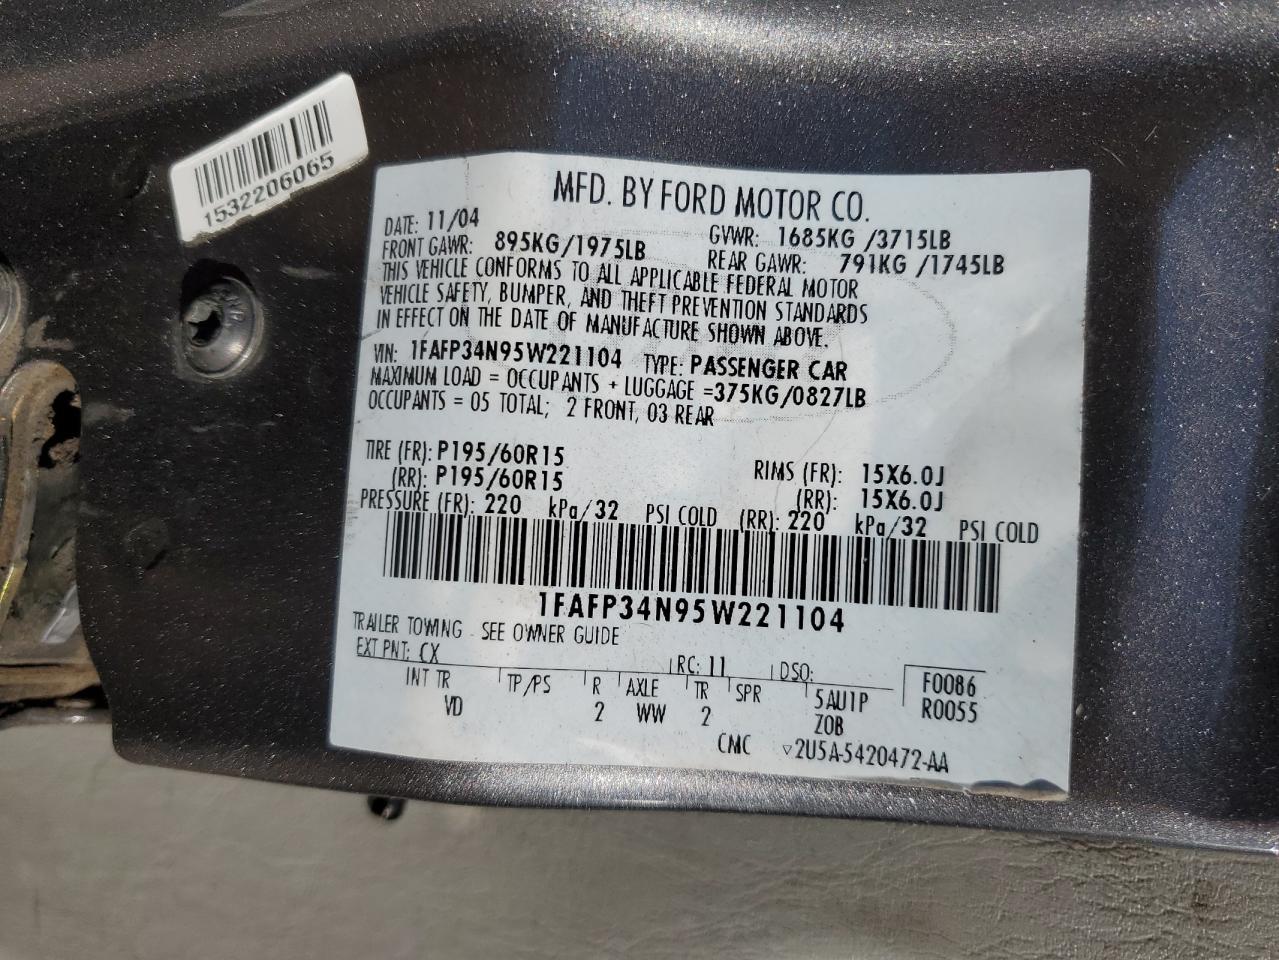 1532206065
MFD. BY FORD MOTOR CO.
DATE: 11/04 GVWR: 1685KG /3715LB
FRONT GAWR: 895KG/1975LB REAR GAWR: 791KG /1745LB
THIS VEHICLE CONFORMS TO ALL APPLICABLE FEDERAL MOTOR
VEHICLE SAFETY, BUMPER, AND THEFT PREVENTION STANDARDS
IN EFFECT ON THE DATE OF MANUFACTURE SHOWN ABOVE.
VIN: 1FAFP34N95W221104 TYPE: PASSENGER CAR
MAXIMUM LOAD = OCCUPANTS + LUGGAGE =375KG/0827LB
OCCUPANTS = 05 TOTAL; 2 FRONT, 03 REAR
TIRE (FR): P195/60R15 RIMS (FR): 15X6.0J
(RR): P195/60R15 (RR): 15X6.0J
PRESSURE (FR): 220 kPa/32 PSI COLD (RR): 220 kPa/32 PSI COLD
1FAFP34N95W221104
TRAILER TOWING - SEE OWNER GUIDE
EXT PNT: CX RC: 11 DSO: F0086
INT TR TP/PS R AXLE TR SPR 5AU1P R0055
VD 2 WW 2 ZOB
CMC ▽2U5A-5420472-AA